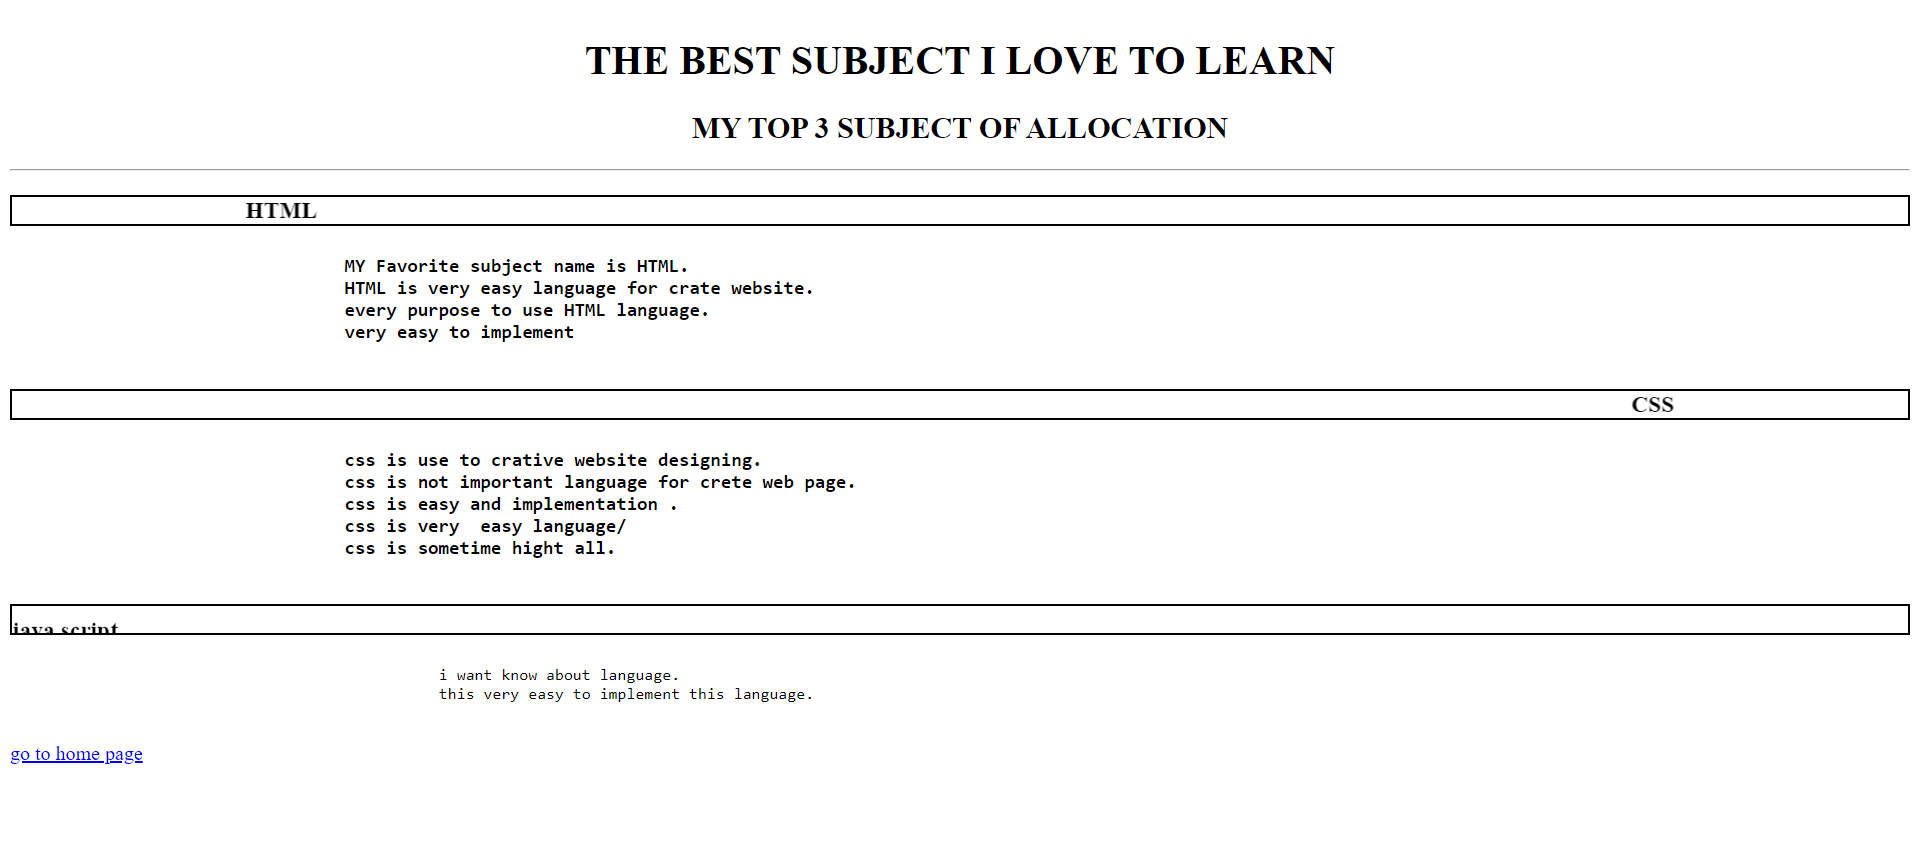 THE BEST SUBJECT I LOVE TO LEARN
MY TOP 3 SUBJECT OF ALLOCATION
HTML
MY Favorite subject name is HTML.
HTML is very easy language for crate website.
every purpose to use HTML language.
very easy to implement
CSS
css is use to crative website designing.
css is not important language for crete web page.
css is easy and implementation .
css is very  easy language/
css is sometime hight all.
java script
i want know about language.
this very easy to implement this language.
go to home page